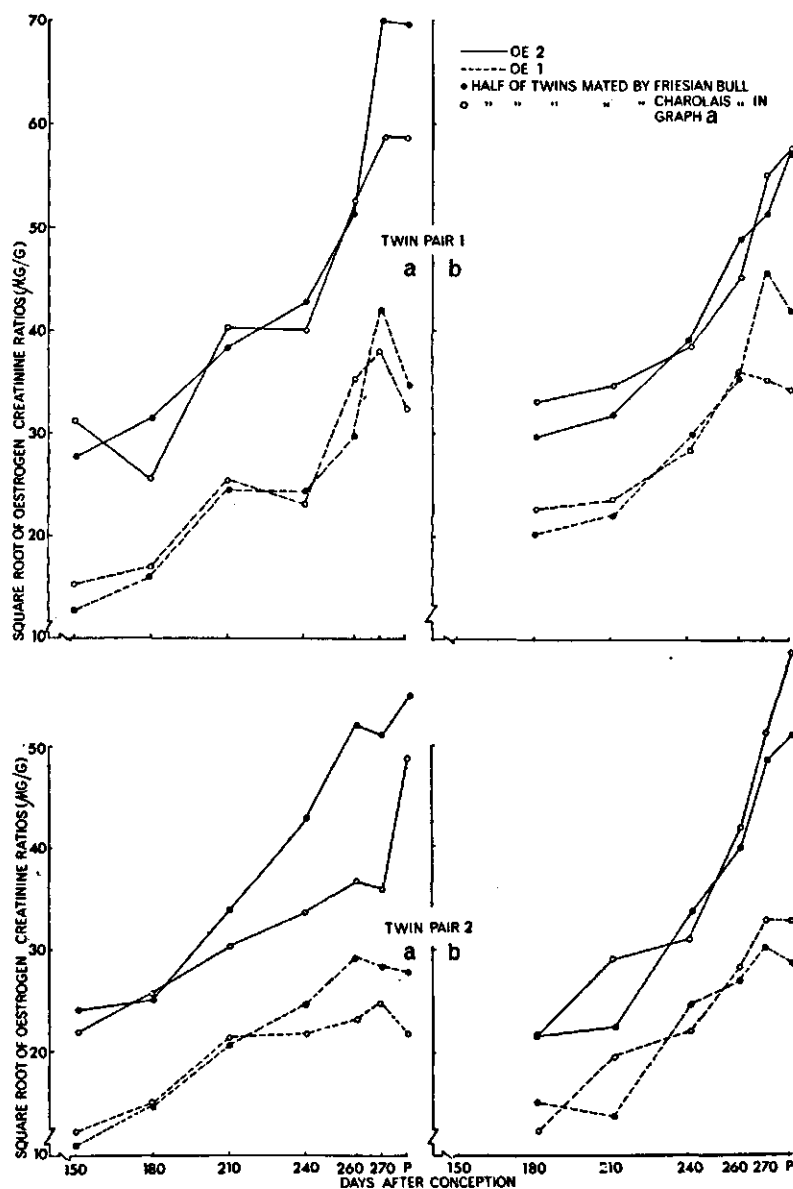 OE 2
OE 1
HALF OF TWINS MATED BY FRIESIAN BULL
" " " " " CHAROLAIS " IN
GRAPH a
SQUARE ROOT OF OESTROGEN CREATININE RATIOS (µG/G)
70
60
50
40
30
20
10
TWIN PAIR 1
a b
SQUARE ROOT OF OESTROGEN CREATININE RATIOS (µG/G)
50
40
30
20
10
TWIN PAIR 2
a b
150 180 210 240 260 270 P 150 180 210 240 260 270 P
DAYS AFTER CONCEPTION